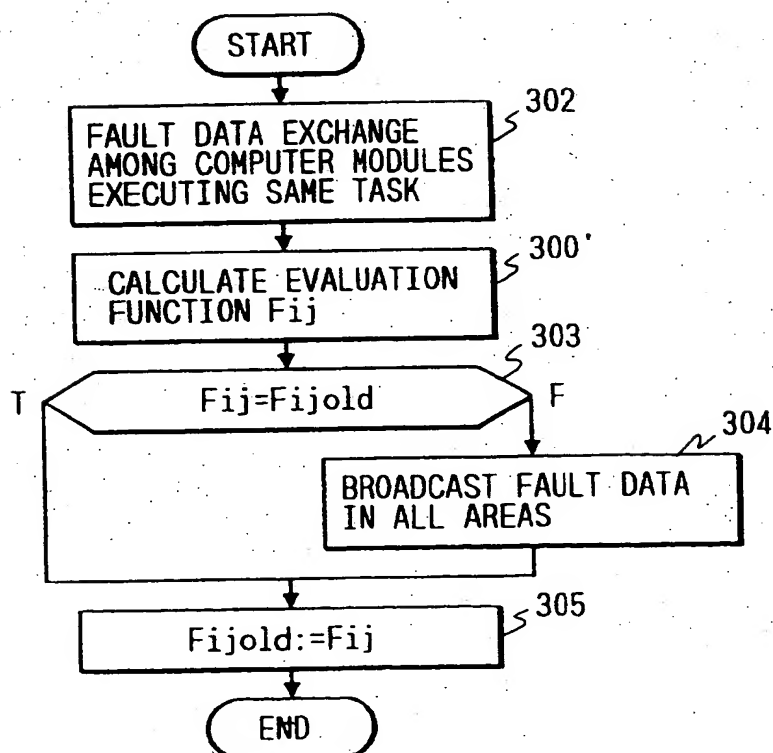 START
302
FAULT DATA EXCHANGE
AMONG COMPUTER MODULES
EXECUTING SAME TASK
300'
CALCULATE EVALUATION
FUNCTION Fij
303
T
Fij=Fijold
F
304
BROADCAST FAULT DATA
IN ALL AREAS
305
Fijold:=Fij
END